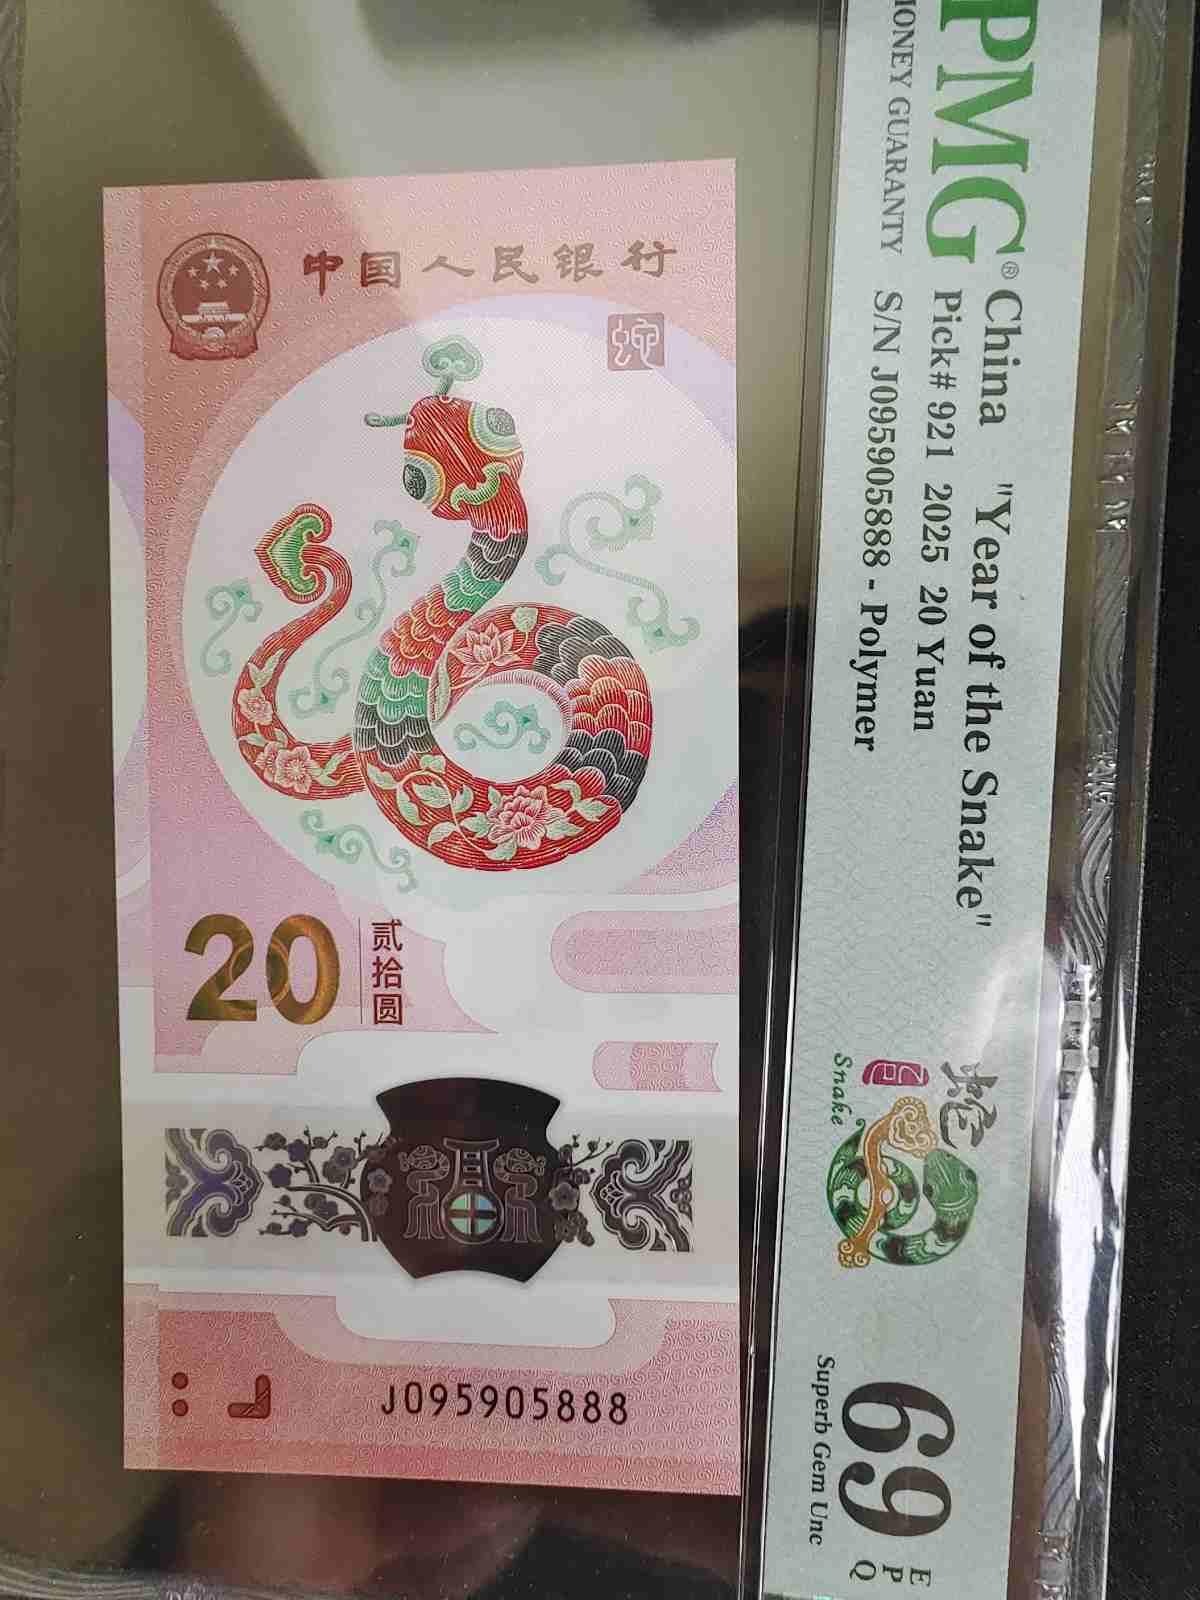 中国人民银行
蛇
20
贰拾圆
J095905888
PMG
MONEY GUARANTY
®
China "Year of the Snake"
Pick# 921 2025 20 Yuan
S/N J095905888 - Polymer
蛇
Snake
69
EPQ
Superb Gem Unc